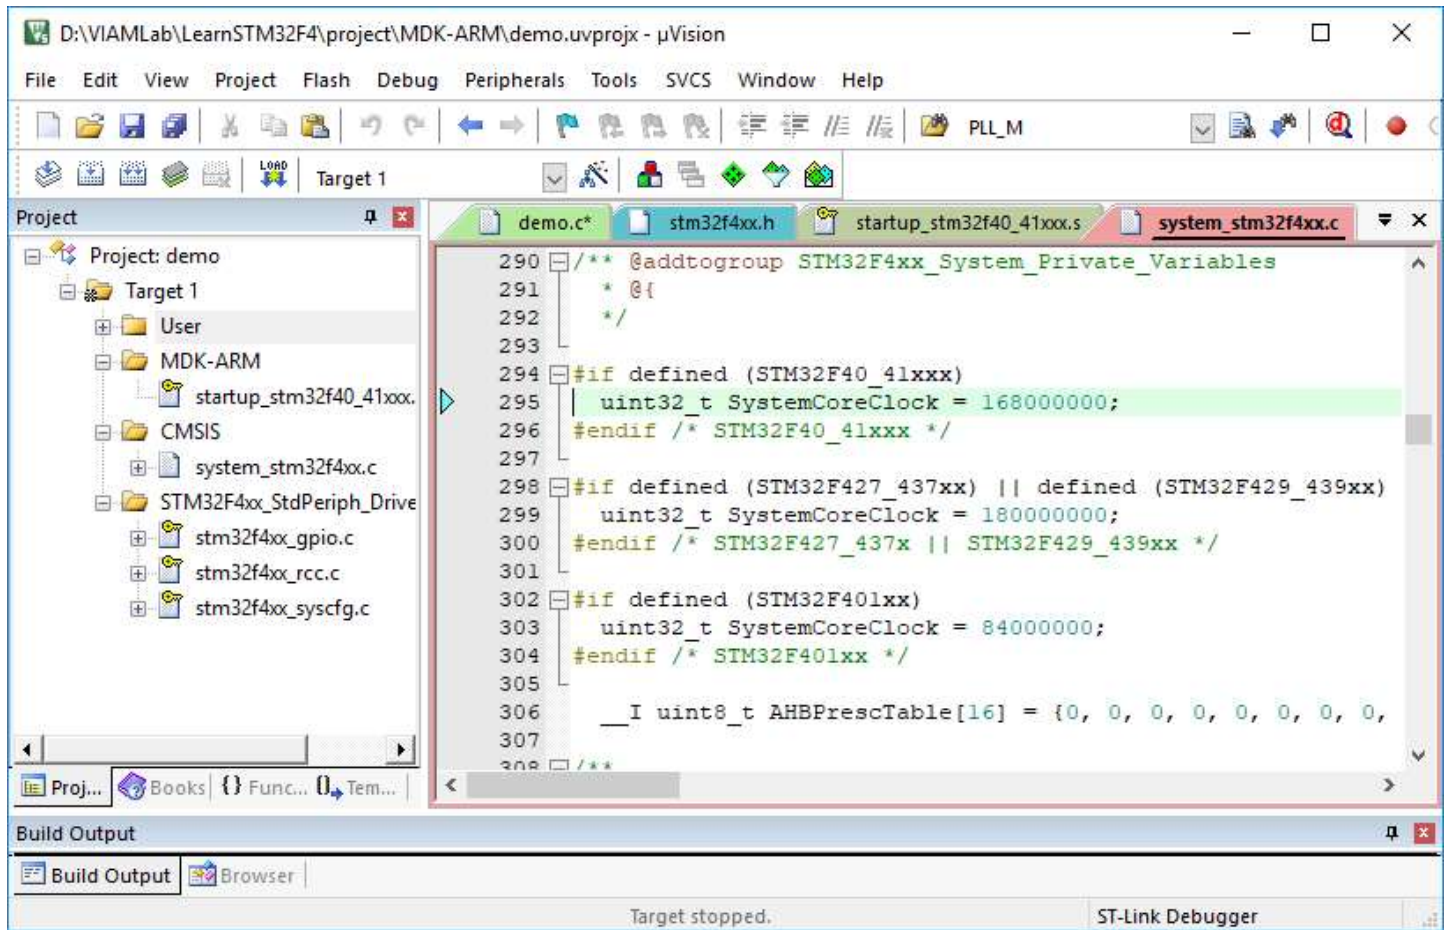 D:\VIAMLab\LearnSTM32F4\project\MDK-ARM\demo.uvprojx - µVision
File Edit View Project Flash Debug Peripherals Tools SVCS Window Help
PLL_M
LOAD Target 1
Project
Project: demo
Target 1
User
MDK-ARM
startup_stm32f40_41xxx.
CMSIS
system_stm32f4xx.c
STM32F4xx_StdPeriph_Drive
stm32f4xx_gpio.c
stm32f4xx_rcc.c
stm32f4xx_syscfg.c
Proj... Books {} Func... Tem...
demo.c* stm32f4xx.h startup_stm32f40_41xxx.s system_stm32f4xx.c
290 /** @addtogroup STM32F4xx_System_Private_Variables
291 * @{
292 */
293
294 #if defined (STM32F40_41xxx)
295 uint32_t SystemCoreClock = 168000000;
296 #endif /* STM32F40_41xxx */
297
298 #if defined (STM32F427_437xx) || defined (STM32F429_439xx)
299 uint32_t SystemCoreClock = 180000000;
300 #endif /* STM32F427_437x || STM32F429_439xx */
301
302 #if defined (STM32F401xx)
303 uint32_t SystemCoreClock = 84000000;
304 #endif /* STM32F401xx */
305
306 __I uint8_t AHBPrescTable[16] = {0, 0, 0, 0, 0, 0, 0, 0,
307
308 /**
Build Output
Build Output Browser
Target stopped. ST-Link Debugger